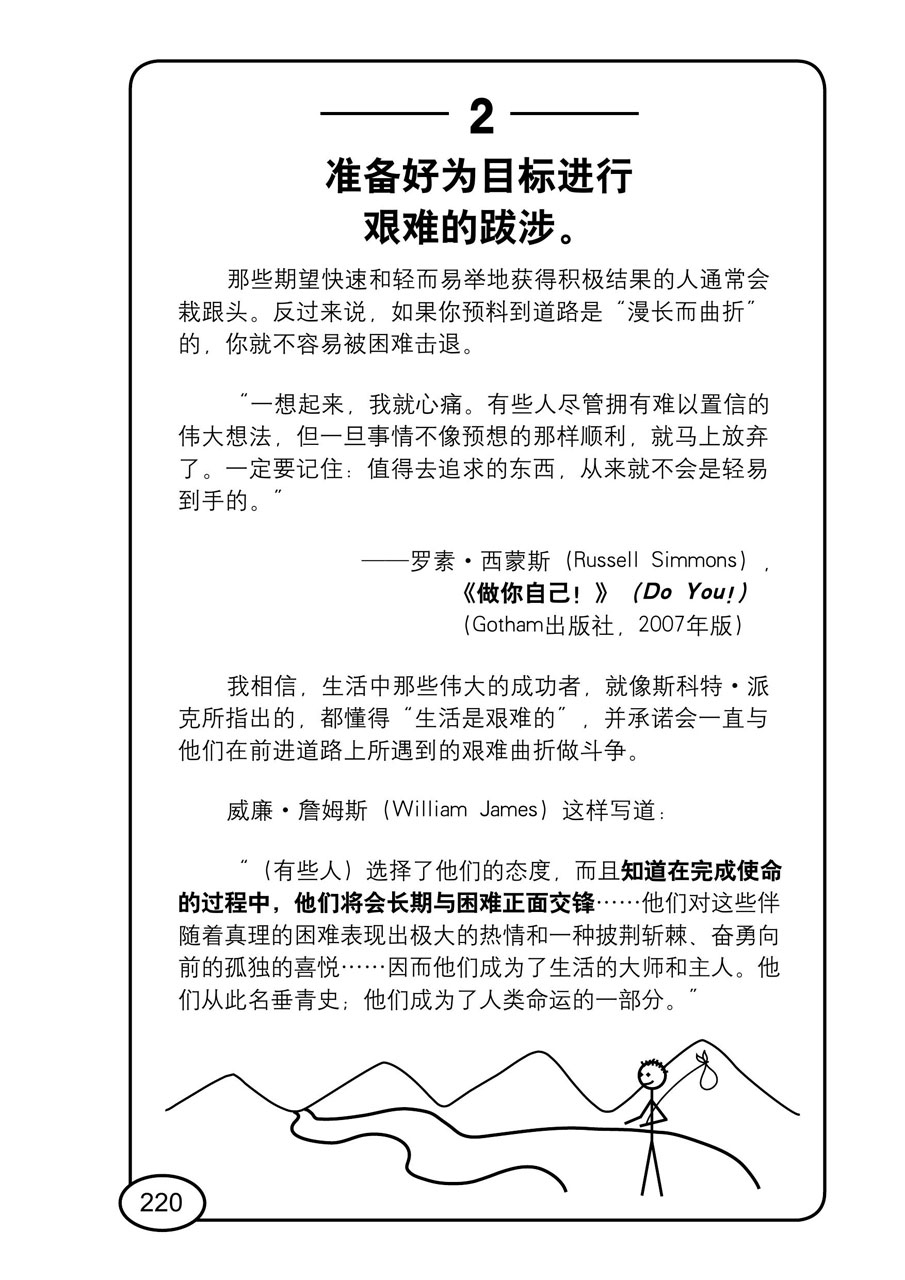 2
准备好为目标进行
艰难的跋涉。
那些期望快速和轻而易举地获得积极结果的人通常会
栽跟头。反过来说，如果你预料到道路是“漫长而曲折”
的，你就不容易被困难击退。
“一想起来，我就心痛。有些人尽管拥有难以置信的
伟大想法，但一旦事情不像预想的那样顺利，就马上放弃
了。一定要记住：值得去追求的东西，从来就不会是轻易
到手的。”
——罗素·西蒙斯（Russell Simmons），
《做你自己！》（Do You!）
（Gotham出版社，2007年版）
我相信，生活中那些伟大的成功者，就像斯科特·派
克所指出的，都懂得“生活是艰难的”，并承诺会一直与
他们在前进道路上所遇到的艰难曲折做斗争。
威廉·詹姆斯（William James）这样写道：
“（有些人）选择了他们的态度，而且知道在完成使命
的过程中，他们将会长期与困难正面交锋……他们对这些伴
随着真理的困难表现出极大的热情和一种披荆斩棘、奋勇向
前的孤独的喜悦……因而他们成为了生活的大师和主人。他
们从此名垂青史；他们成为了人类命运的一部分。”
220